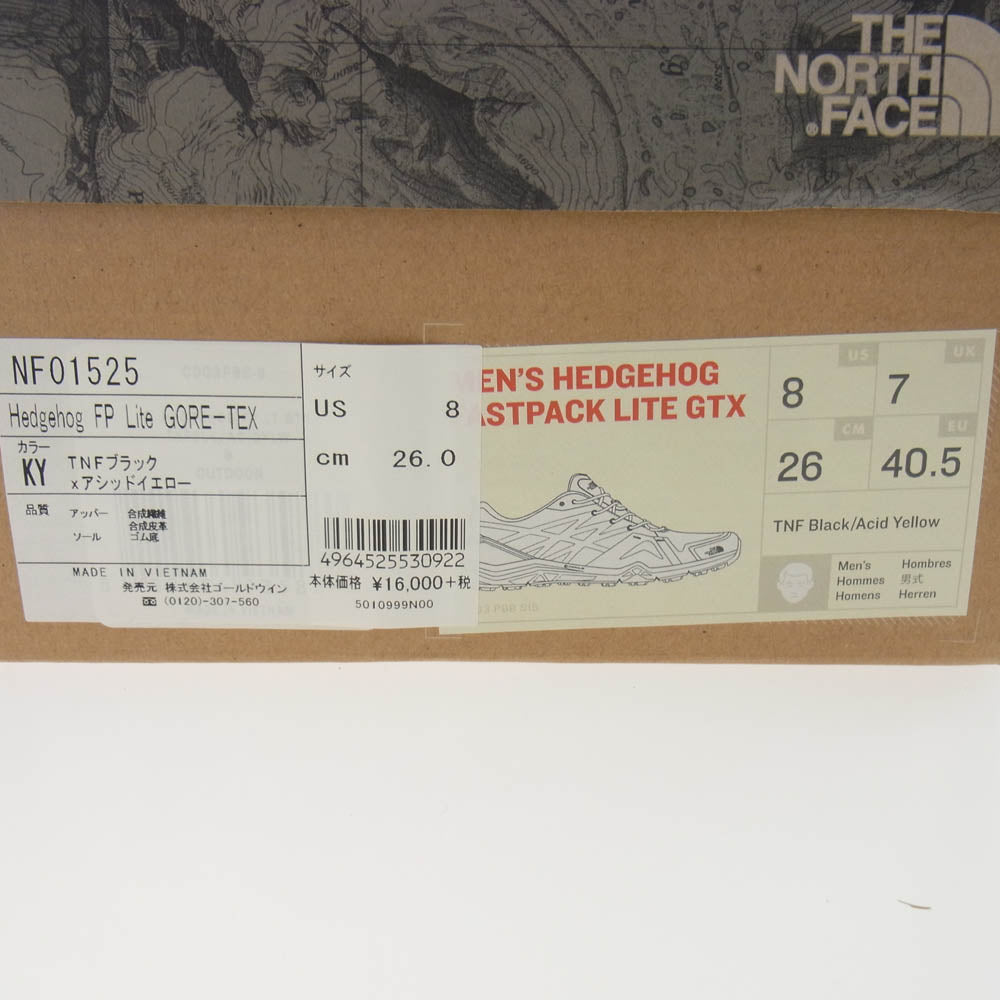 THE
NORTH
FACE
®
NF01525
Hedgehog FP Lite GORE-TEX
カラー
KY TNFブラック
xアシッドイエロー
品質 アッパー 合成繊維
合成皮革
ソール ゴム底
MADE IN VIETNAM
発売元 株式会社ゴールドウイン
(0120)-307-560
サイズ
US 8
cm 26.0
4964525530922
本体価格 ¥16,000+税
5010999N00
EN'S HEDGEHOG
ASTPACK LITE GTX
US 8
UK 7
CM 26
EU 40.5
TNF Black/Acid Yellow
Men's Hombres
Hommes 男式
Homens Herren